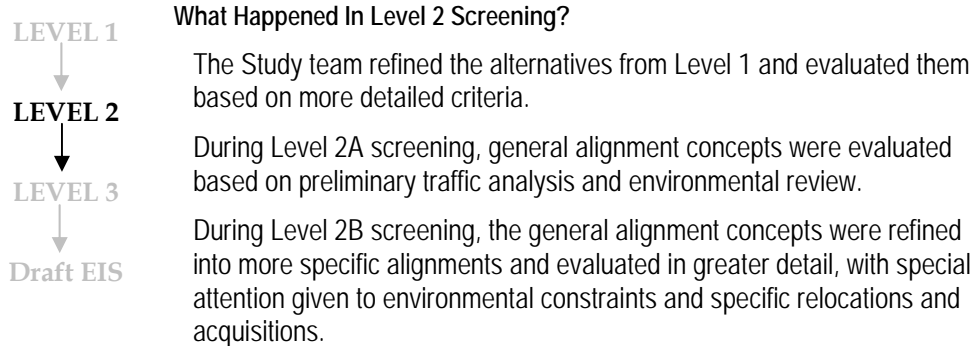 LEVEL 1
LEVEL 2
LEVEL 3
Draft EIS
What Happened In Level 2 Screening?
The Study team refined the alternatives from Level 1 and evaluated them
based on more detailed criteria.
During Level 2A screening, general alignment concepts were evaluated
based on preliminary traffic analysis and environmental review.
During Level 2B screening, the general alignment concepts were refined
into more specific alignments and evaluated in greater detail, with special
attention given to environmental constraints and specific relocations and
acquisitions.